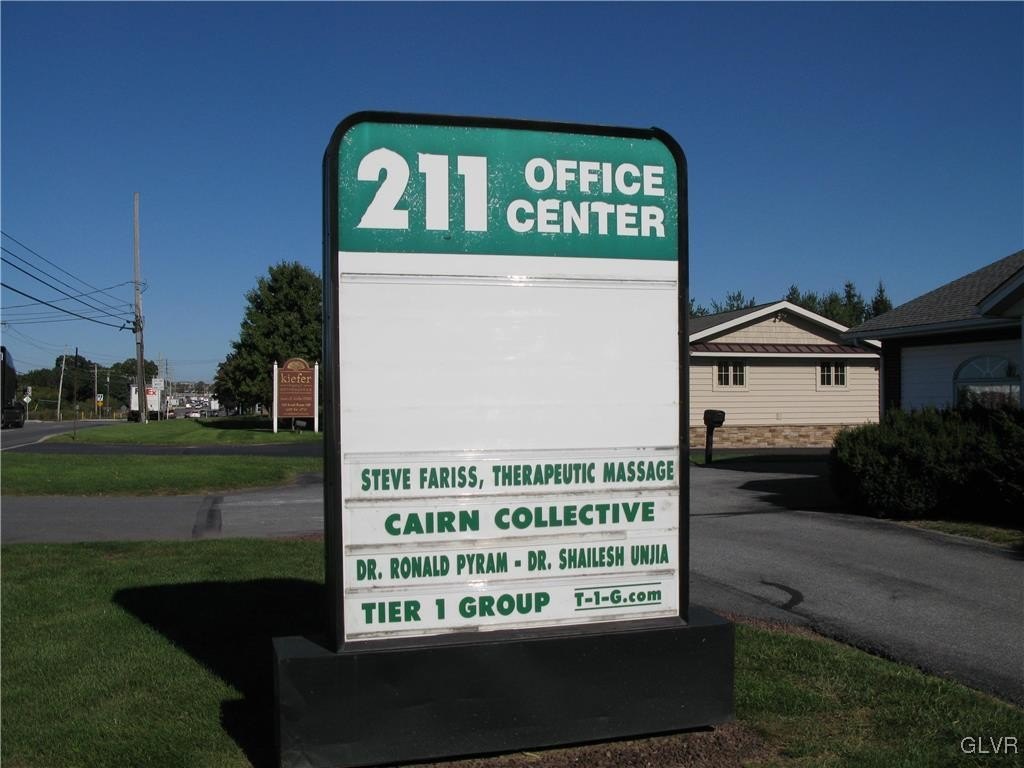 211 OFFICE
CENTER
STEVE FARISS, THERAPEUTIC MASSAGE
CAIRN COLLECTIVE
DR. RONALD PYRAM - DR. SHAILESH UNJIA
TIER 1 GROUP T-1-G.com
kiefer
GLVR